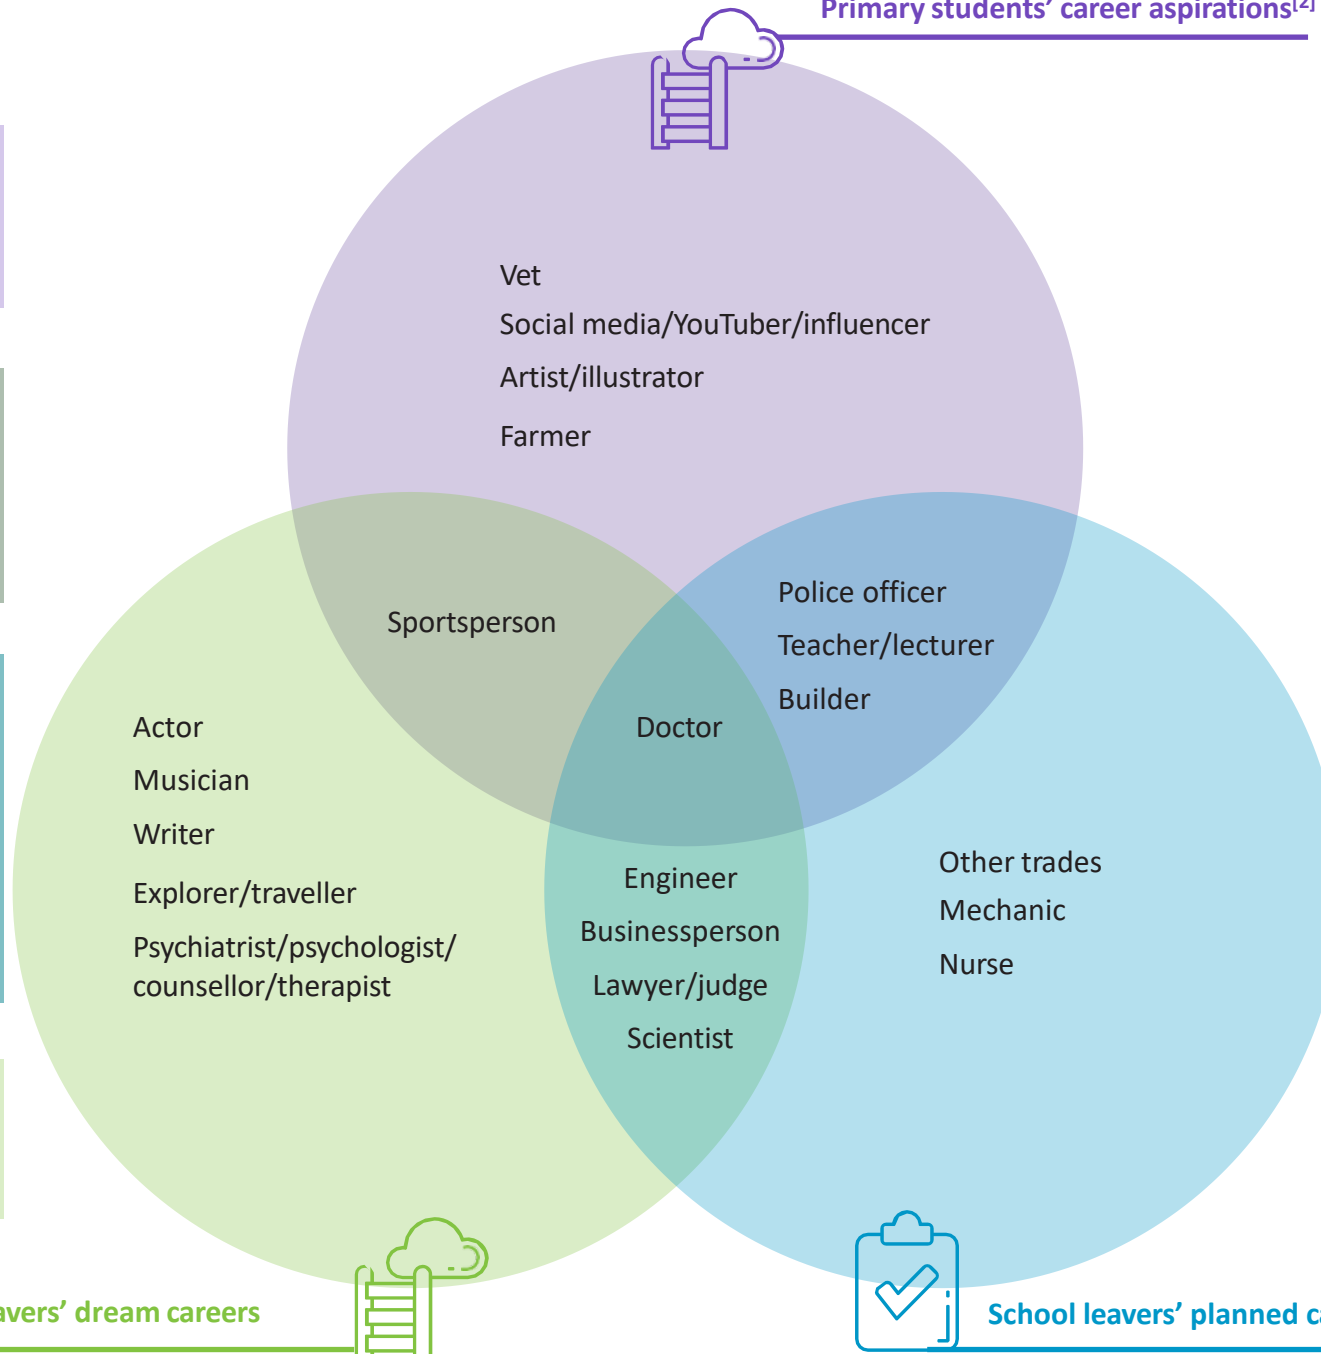 Primary students’ career aspirations[2]
Vet
Social media/YouTuber/influencer
Artist/illustrator
Farmer
Sportsperson
Police officer
Teacher/lecturer
Builder
Doctor
Actor
Musician
Writer
Explorer/traveller
Psychiatrist/psychologist/
counsellor/therapist
Engineer
Businessperson
Lawyer/judge
Scientist
Other trades
Mechanic
Nurse
dream careers
School leavers’ planned